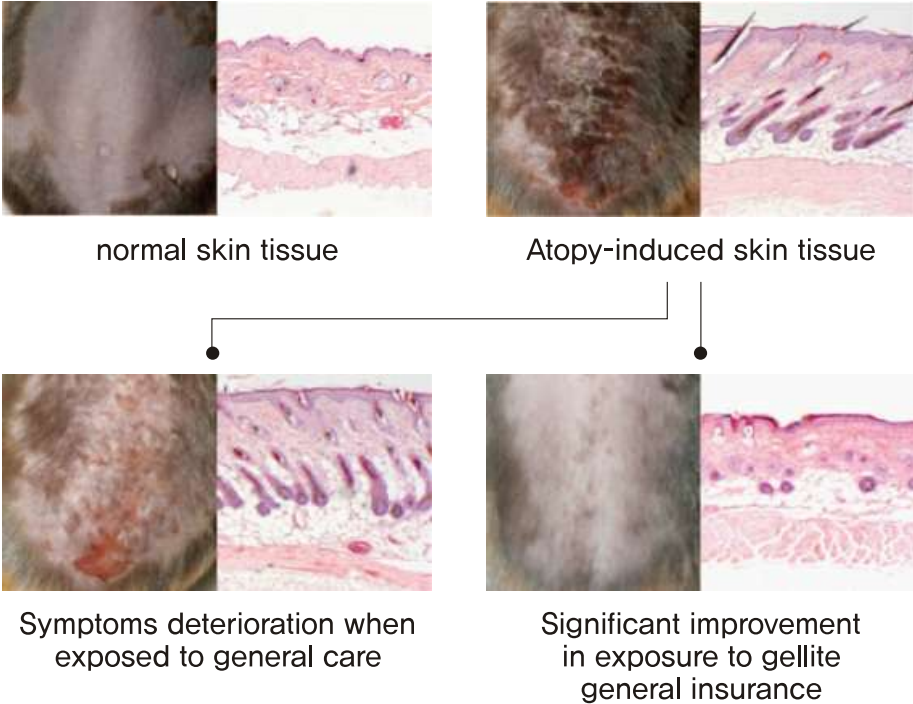 normal skin tissue
Atopy-induced skin tissue
Symptoms deterioration when
exposed to general care
Significant improvement
in exposure to gellite
general insurance